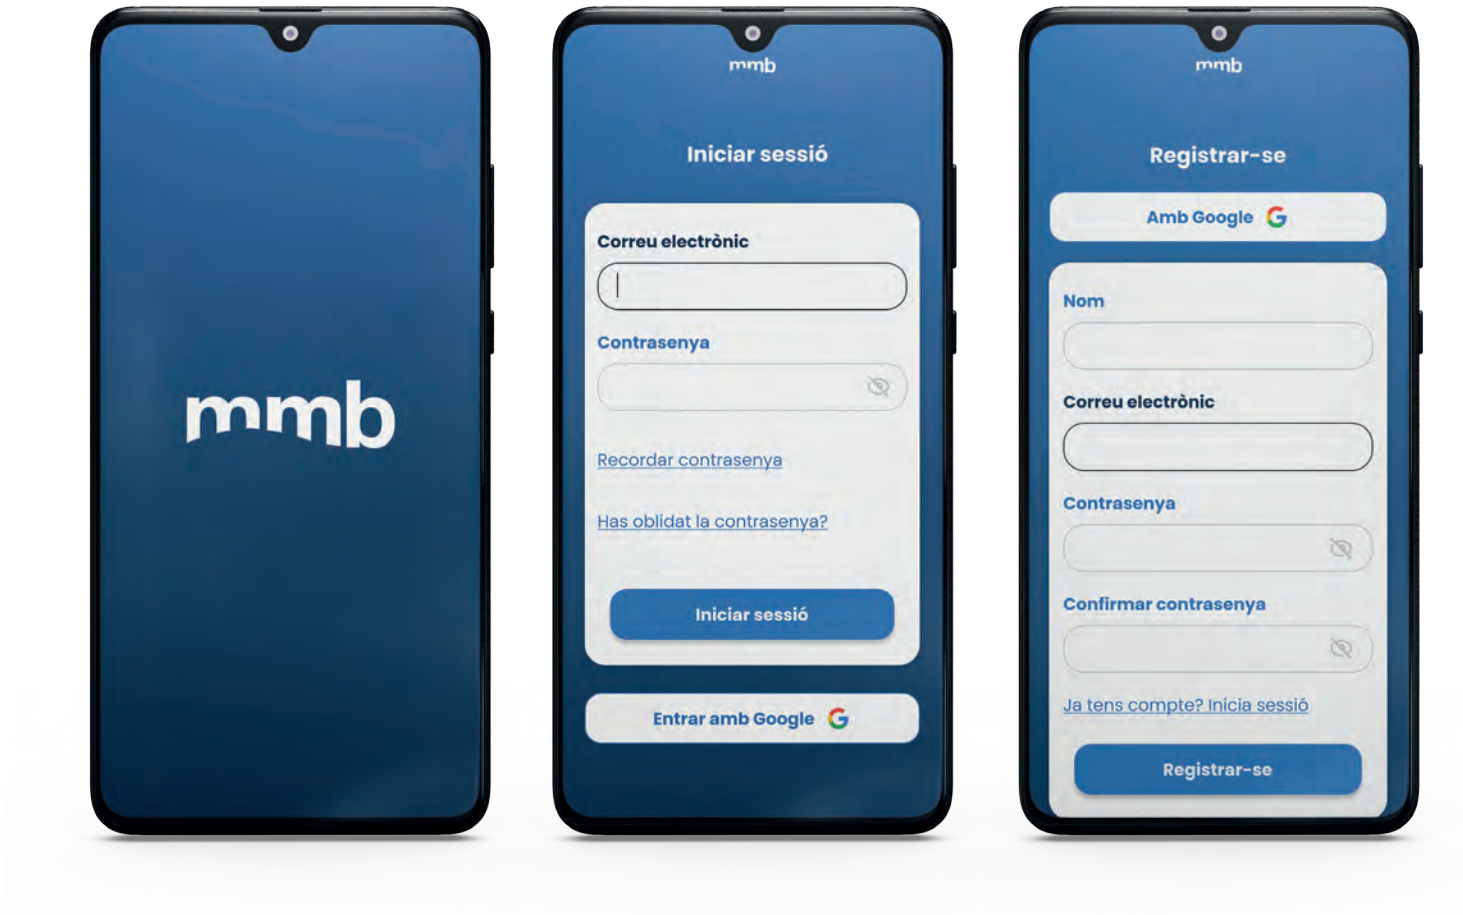 mmb
mmb
Iniciar sessió
Correu electrònic
Contrasenya
Recordar contrasenya
Has oblidat la contrasenya?
Iniciar sessió
Entrar amb Google
mmb
Registrar-se
Amb Google
Nom
Correu electrònic
Contrasenya
Confirmar contrasenya
Ja tens compte? Inicia sessió
Registrar-se